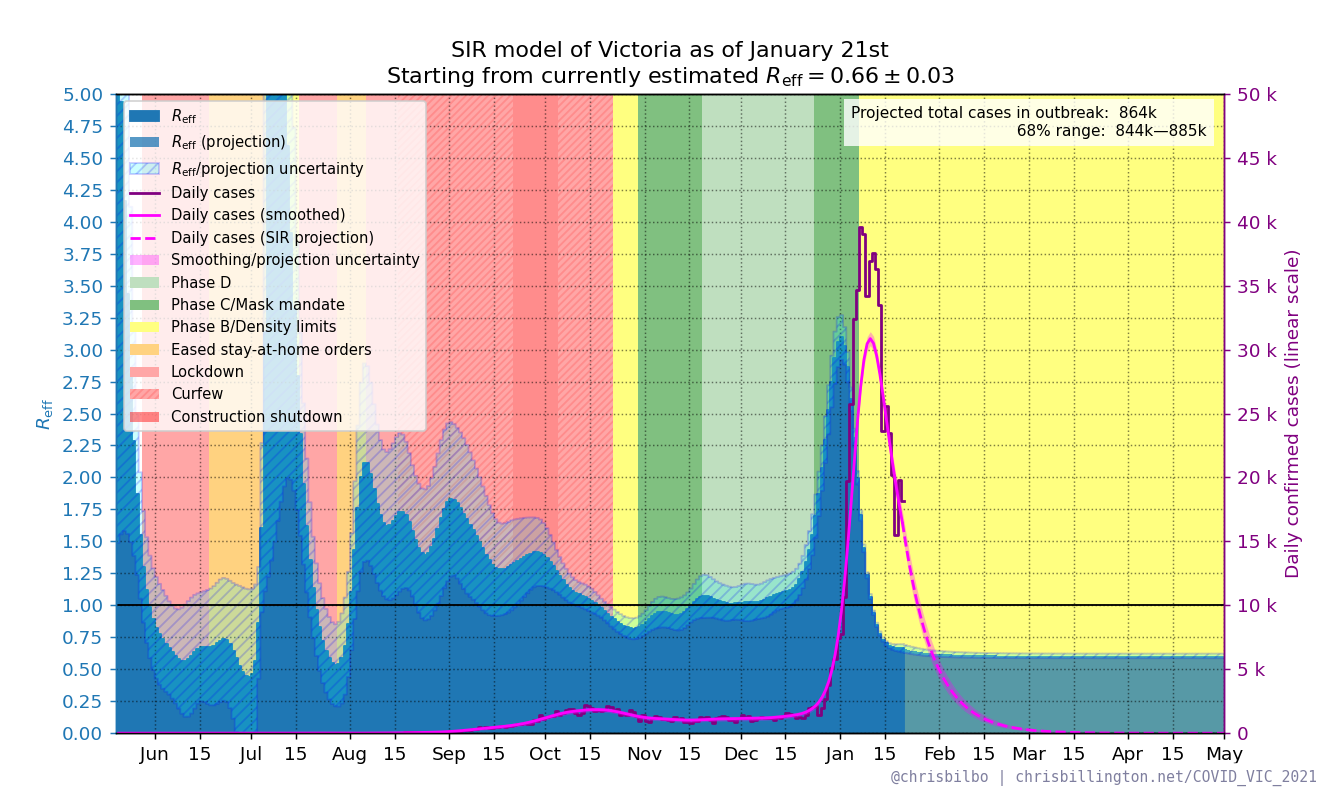 SIR model of Victoria as of January 21st
Starting from currently estimated Reff = 0.66 ± 0.03
Reff
Reff (projection)
Reff/projection uncertainty
Daily cases
Daily cases (smoothed)
Daily cases (SIR projection)
Smoothing/projection uncertainty
Phase D
Phase C/Mask mandate
Phase B/Density limits
Eased stay-at-home orders
Lockdown
Curfew
Construction shutdown
Projected total cases in outbreak: 864k
68% range: 844k—885k
Reff
5.00
4.75
4.50
4.25
4.00
3.75
3.50
3.25
3.00
2.75
2.50
2.25
2.00
1.75
1.50
1.25
1.00
0.75
0.50
0.25
0.00
50 k
45 k
40 k
35 k
30 k
25 k
20 k
15 k
10 k
5 k
0
Daily confirmed cases (linear scale)
Jun 15 Jul 15 Aug 15 Sep 15 Oct 15 Nov 15 Dec 15 Jan 15 Feb 15 Mar 15 Apr 15 May
@chrisbilbo | chrisbillington.net/COVID_VIC_2021